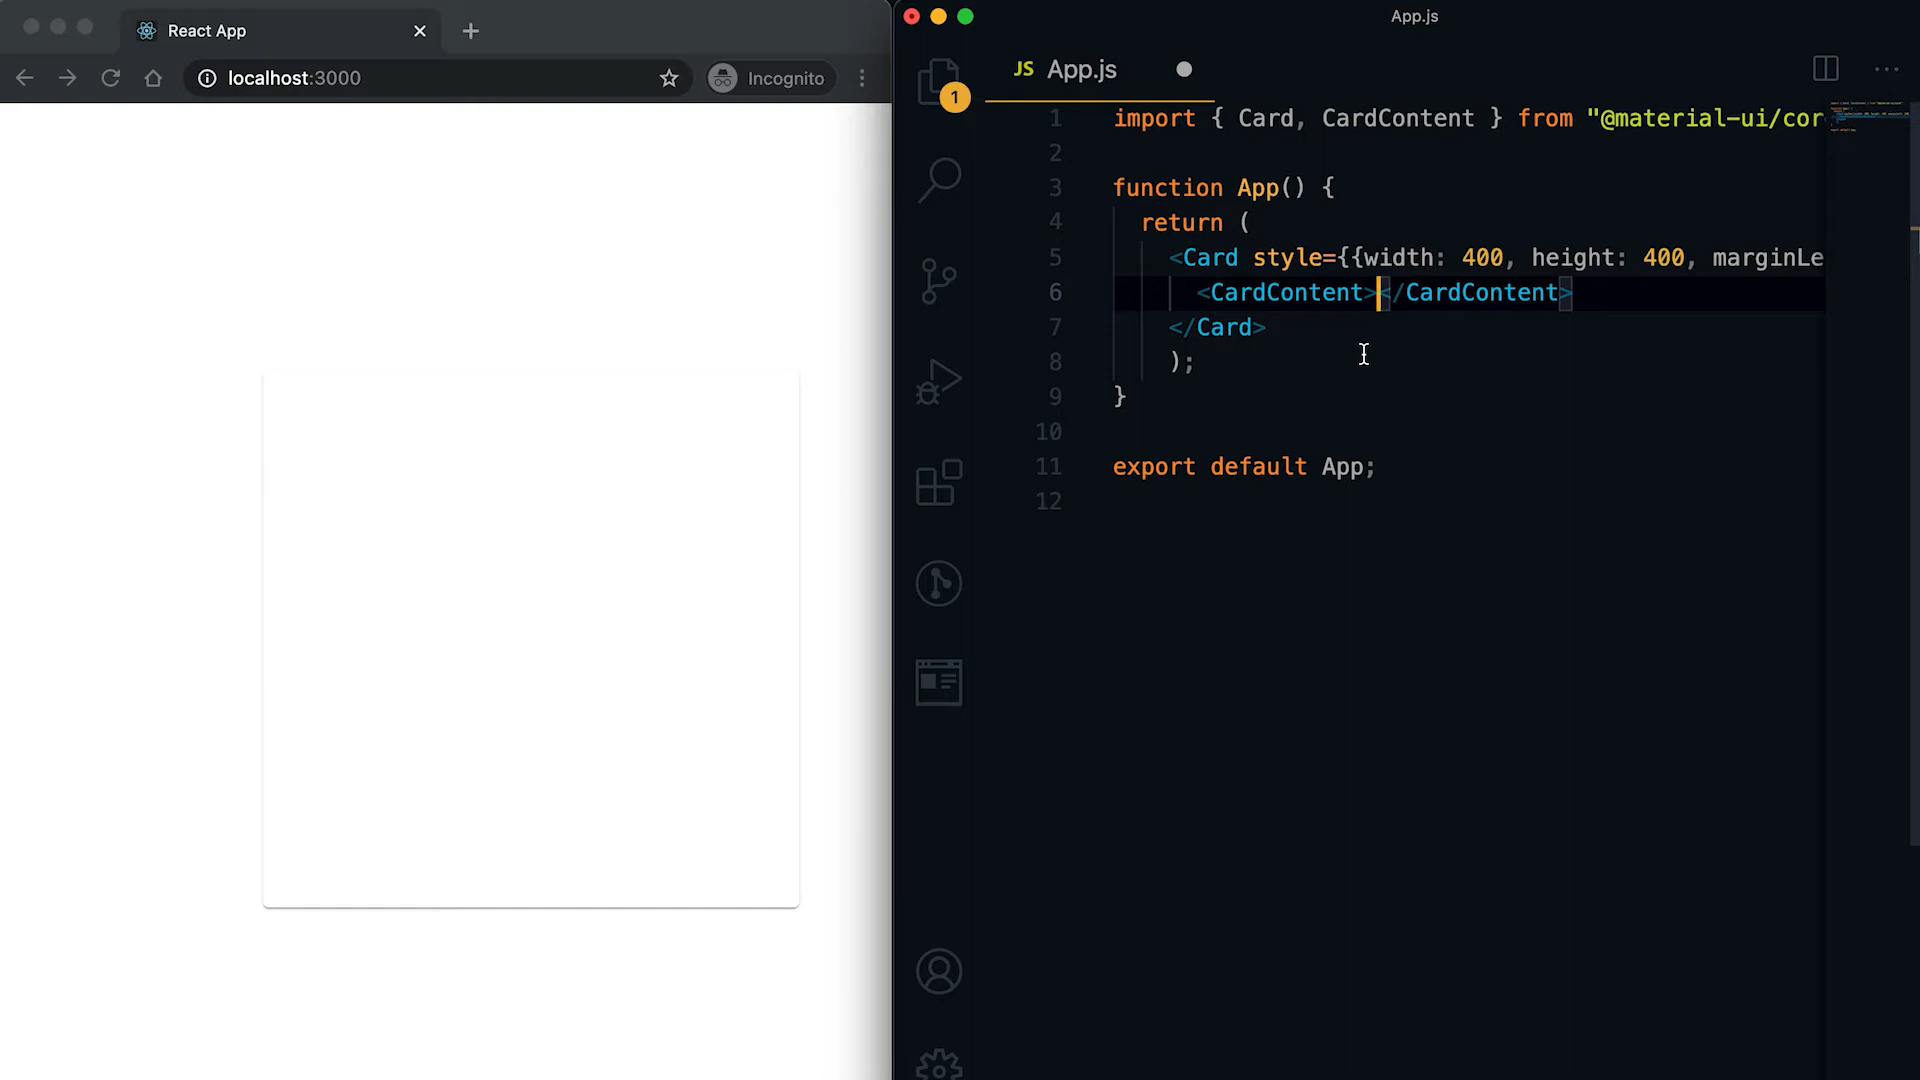 React App
localhost:3000
Incognito
App.js
JS App.js
1
1 import { Card, CardContent } from "@material-ui/cor
2
3 function App() {
4 return (
5 <Card style={{width: 400, height: 400, marginLe
6 <CardContent></CardContent>
7 </Card>
8 );
9 }
10
11 export default App;
12